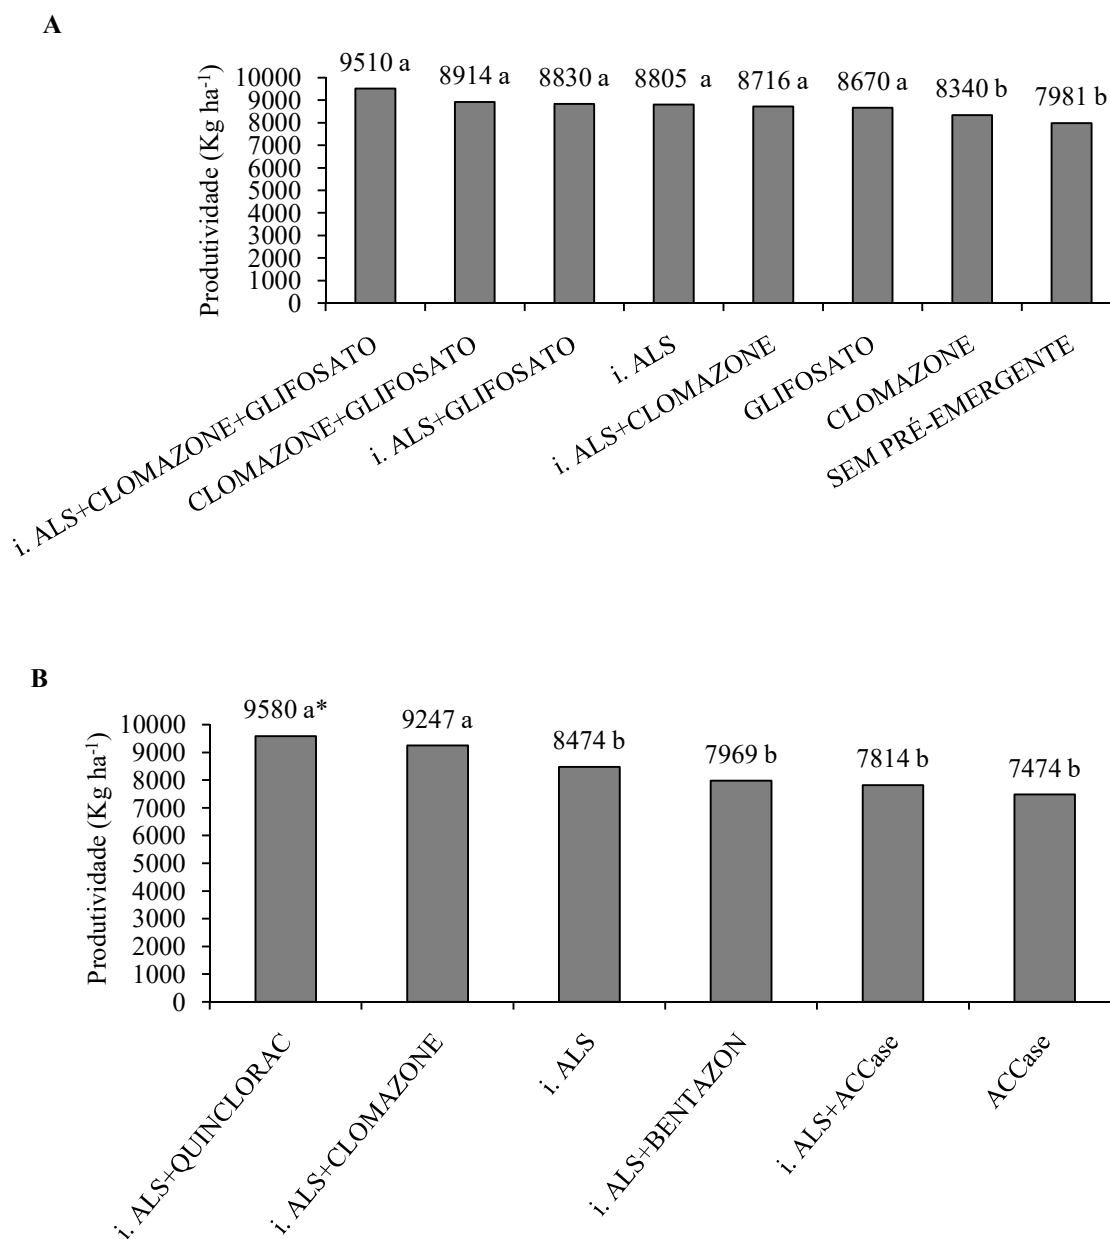 A
9510 a
8914 a
8830 a
8805 a
8716 a
8670 a
8340 b
7981 b
Produtividade (Kg ha-1)
10000
9000
8000
7000
6000
5000
4000
3000
2000
1000
0
i. ALS+CLOMAZONE+GLIFOSATO
CLOMAZONE+GLIFOSATO
i. ALS+GLIFOSATO
i. ALS
i. ALS+CLOMAZONE
GLIFOSATO
CLOMAZONE
SEM PRÉ-EMERGENTE
B
9580 a*
9247 a
8474 b
7969 b
7814 b
7474 b
Produtividade (Kg ha-1)
10000
9000
8000
7000
6000
5000
4000
3000
2000
1000
0
i. ALS+QUINCLORAC
i. ALS+CLOMAZONE
i. ALS
i. ALS+BENTAZON
i. ALS+ACCase
ACCase